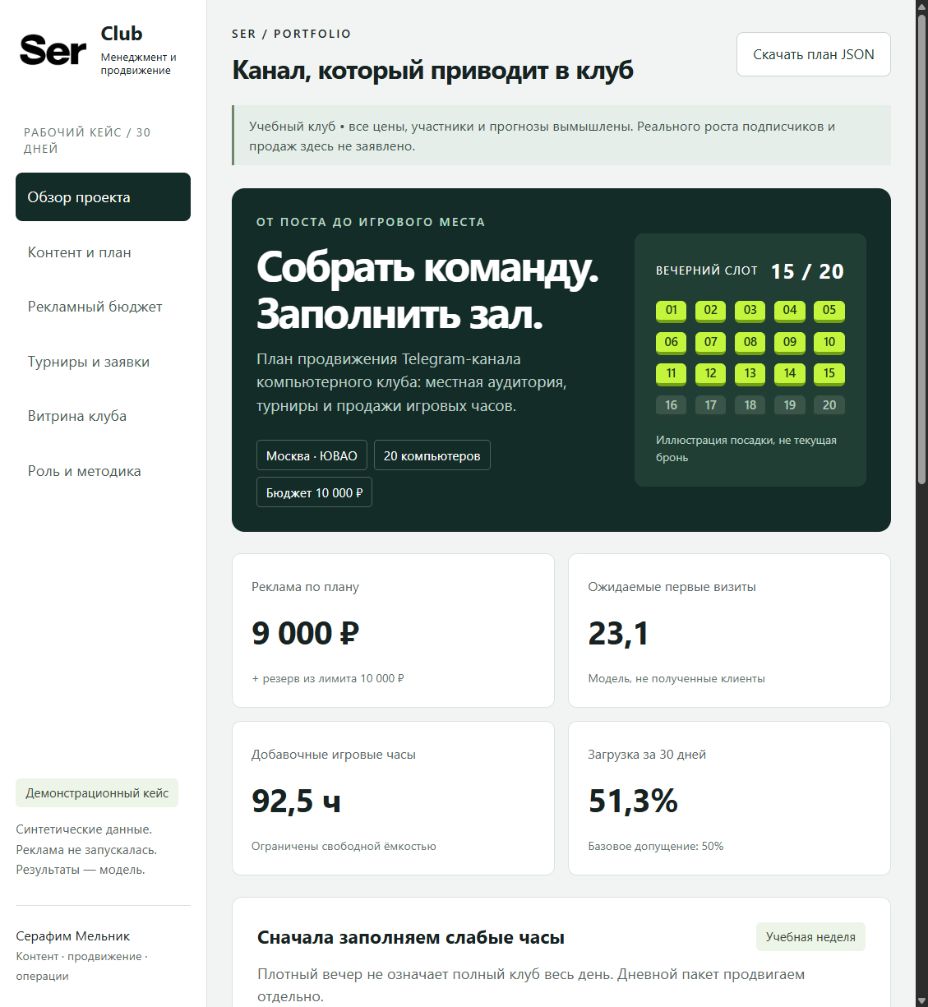 Ser
Club
Менеджмент и
продвижение
РАБОЧИЙ КЕЙС / 30
ДНЕЙ
Обзор проекта
Контент и план
Рекламный бюджет
Турниры и заявки
Витрина клуба
Роль и методика
Демонстрационный кейс
Синтетические данные.
Реклама не запускалась.
Результаты — модель.
Серафим Мельник
Контент · продвижение ·
операции
SER / PORTFOLIO
Канал, который приводит в клуб
Скачать план JSON
Учебный клуб • все цены, участники и прогнозы вымышлены. Реального роста подписчиков и
продаж здесь не заявлено.
ОТ ПОСТА ДО ИГРОВОГО МЕСТА
Собрать команду.
Заполнить зал.
План продвижения Telegram-канала
компьютерного клуба: местная аудитория,
турниры и продажи игровых часов.
Москва · ЮВАО
20 компьютеров
Бюджет 10 000 ₽
ВЕЧЕРНИЙ СЛОТ 15 / 20
01 02 03 04 05
06 07 08 09 10
11 12 13 14 15
16 17 18 19 20
Иллюстрация посадки, не текущая
бронь
Реклама по плану
9 000 ₽
+ резерв из лимита 10 000 ₽
Ожидаемые первые визиты
23,1
Модель, не полученные клиенты
Добавочные игровые часы
92,5 ч
Ограничены свободной ёмкостью
Загрузка за 30 дней
51,3%
Базовое допущение: 50%
Сначала заполняем слабые часы
Учебная неделя
Плотный вечер не означает полный клуб весь день. Дневной пакет продвигаем
отдельно.